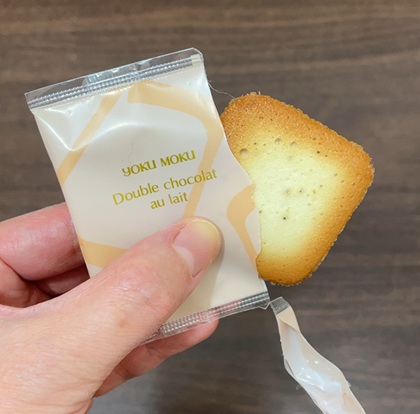 YOKU MOKU
Double chocolat
au lait